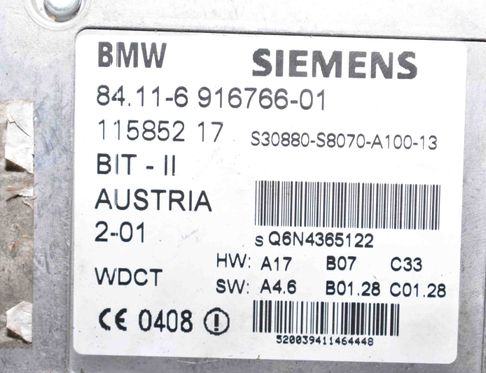 BMW SIEMENS
84.11-6 916766-01
115852 17 S30880-S8070-A100-13
BIT - II
AUSTRIA
2-01 S Q6N4365122
HW: A17 B07 C33
WDCT SW: A4.6 B01.28 C01.28
CE 0408 !
520039411464448